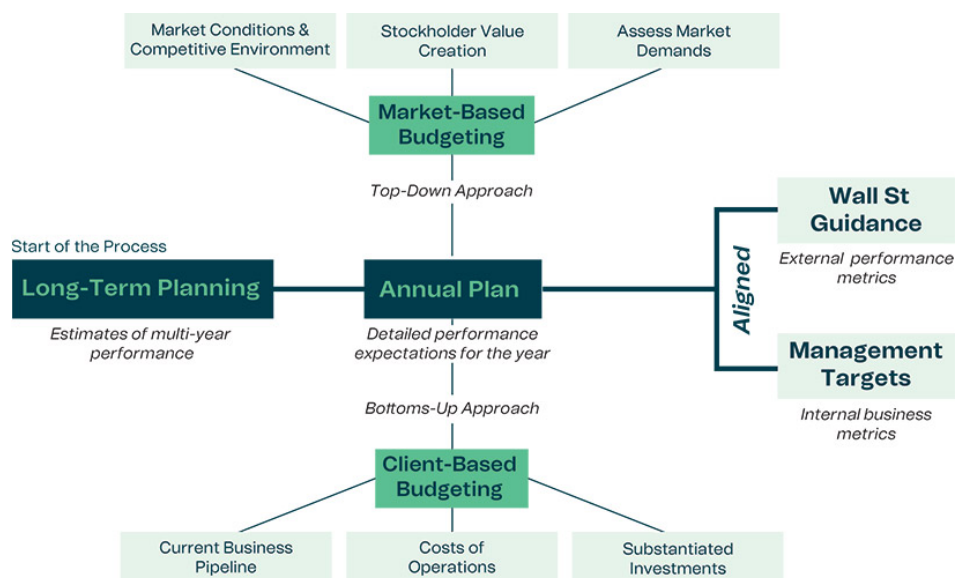 Market Conditions &
Competitive Environment
Stockholder Value
Creation
Assess Market
Demands
Market-Based
Budgeting
Top-Down Approach
Start of the Process
Long-Term Planning
Estimates of multi-year
performance
Annual Plan
Detailed performance
expectations for the year
Aligned
Wall St
Guidance
External performance
metrics
Management
Targets
Internal business
metrics
Bottoms-Up Approach
Client-Based
Budgeting
Current Business
Pipeline
Costs of
Operations
Substantiated
Investments